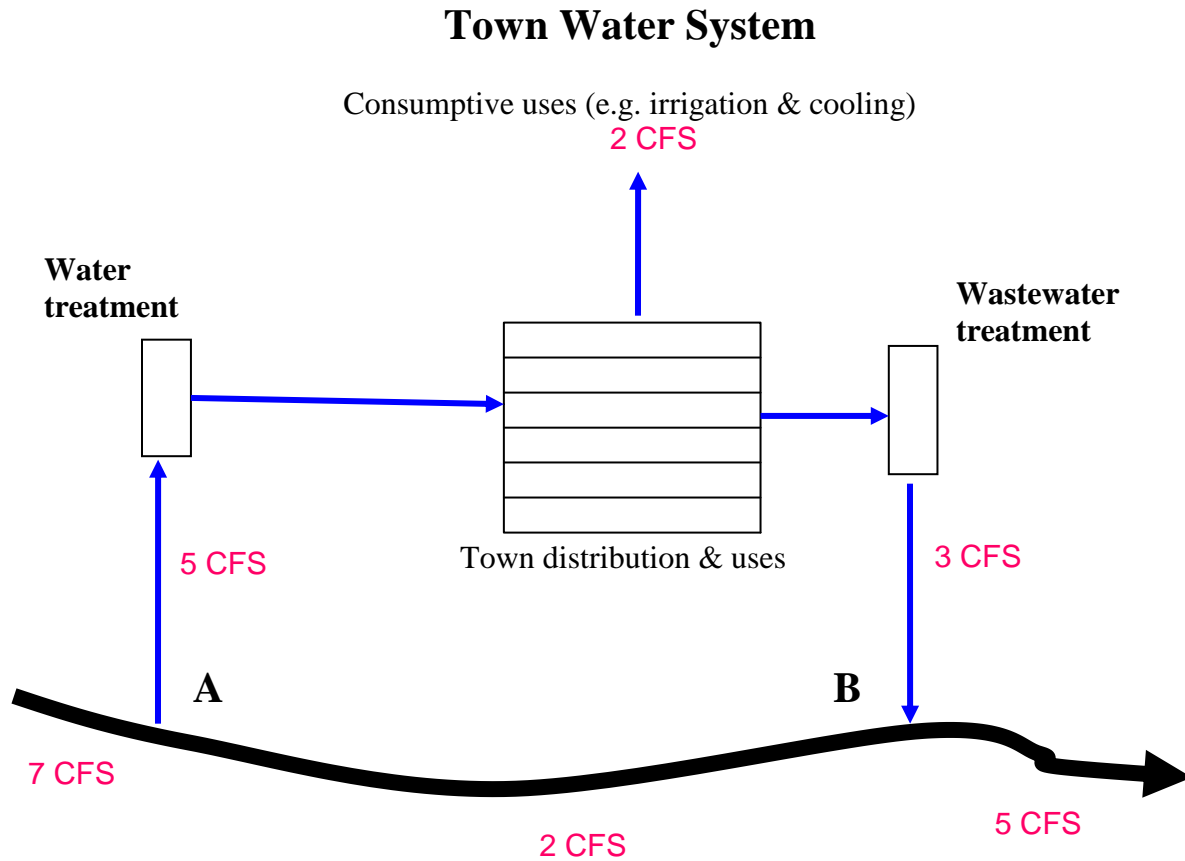 Town Water System
Consumptive uses (e.g. irrigation & cooling)
2 CFS
Water
treatment
Wastewater
treatment
Town distribution & uses
5 CFS
3 CFS
A
B
7 CFS
2 CFS
5 CFS